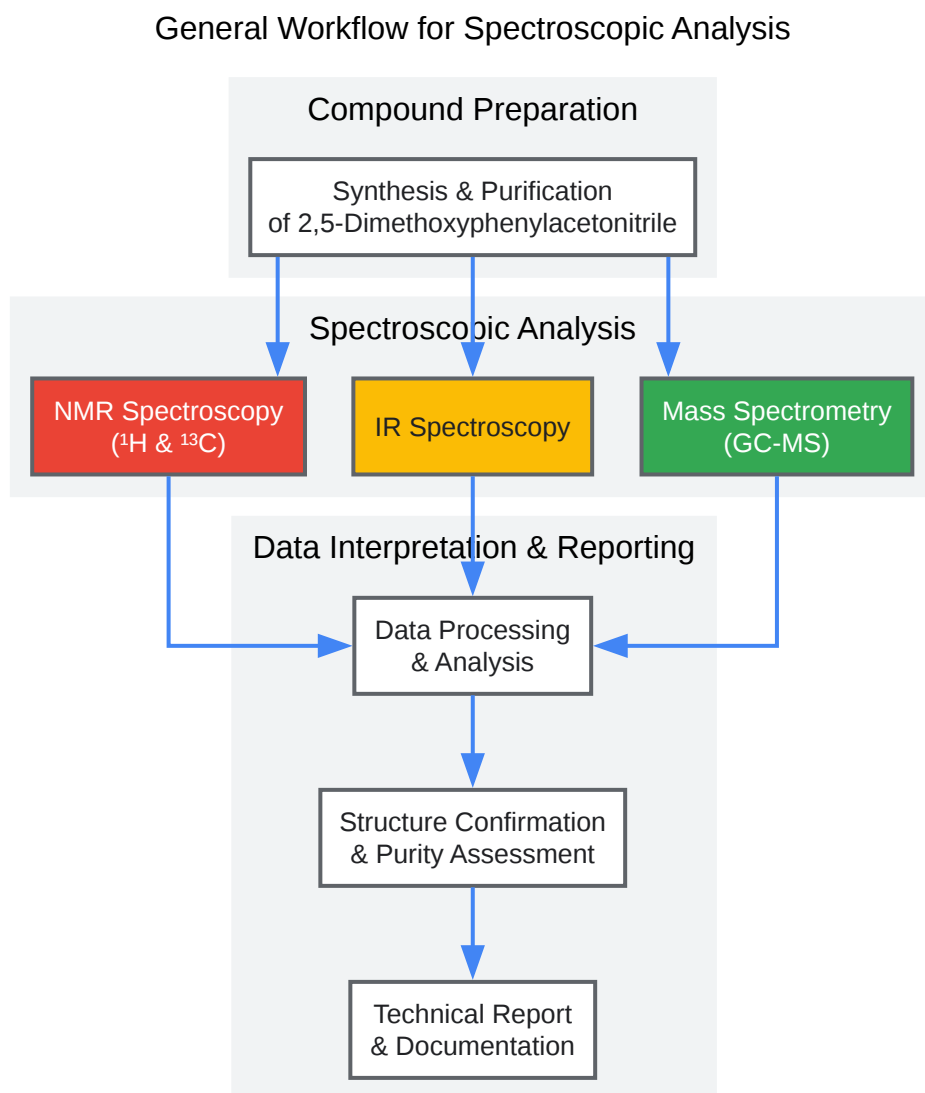 General Workflow for Spectroscopic Analysis
Compound Preparation
Synthesis & Purification
of 2,5-Dimethoxyphenylacetonitrile
Spectroscopic Analysis
NMR Spectroscopy
(¹H & ¹³C)
IR Spectroscopy
Mass Spectrometry
(GC-MS)
Data Interpretation & Reporting
Data Processing
& Analysis
Structure Confirmation
& Purity Assessment
Technical Report
& Documentation